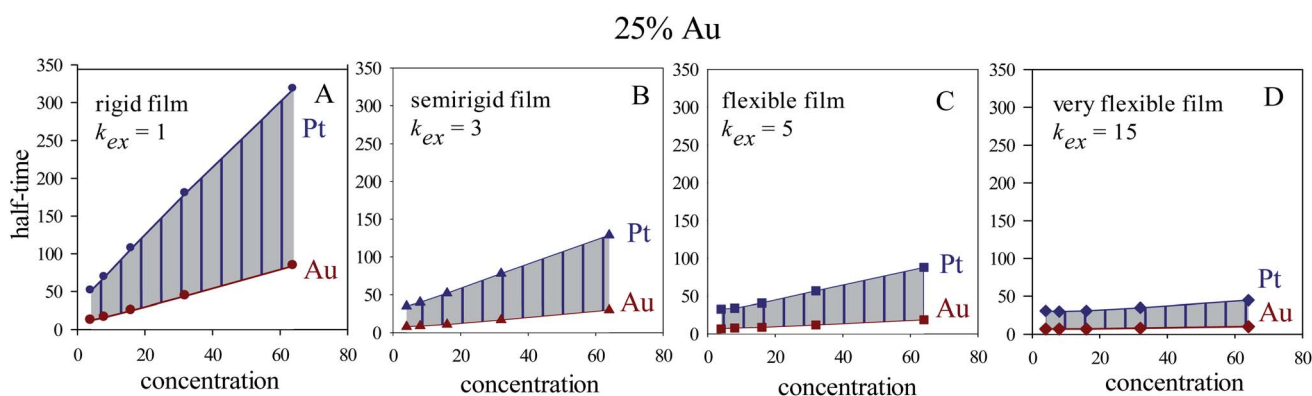 25% Au
half-time
350
300
250
200
150
100
50
0
rigid film
k_ex = 1
A
Pt
Au
0
20
40
60
80
concentration
350
300
250
200
150
100
50
0
semirigid film
k_ex = 3
B
Pt
Au
0
20
40
60
80
concentration
350
300
250
200
150
100
50
0
flexible film
k_ex = 5
C
Pt
Au
0
20
40
60
80
concentration
350
300
250
200
150
100
50
0
very flexible film
k_ex = 15
D
Pt
Au
0
20
40
60
80
concentration